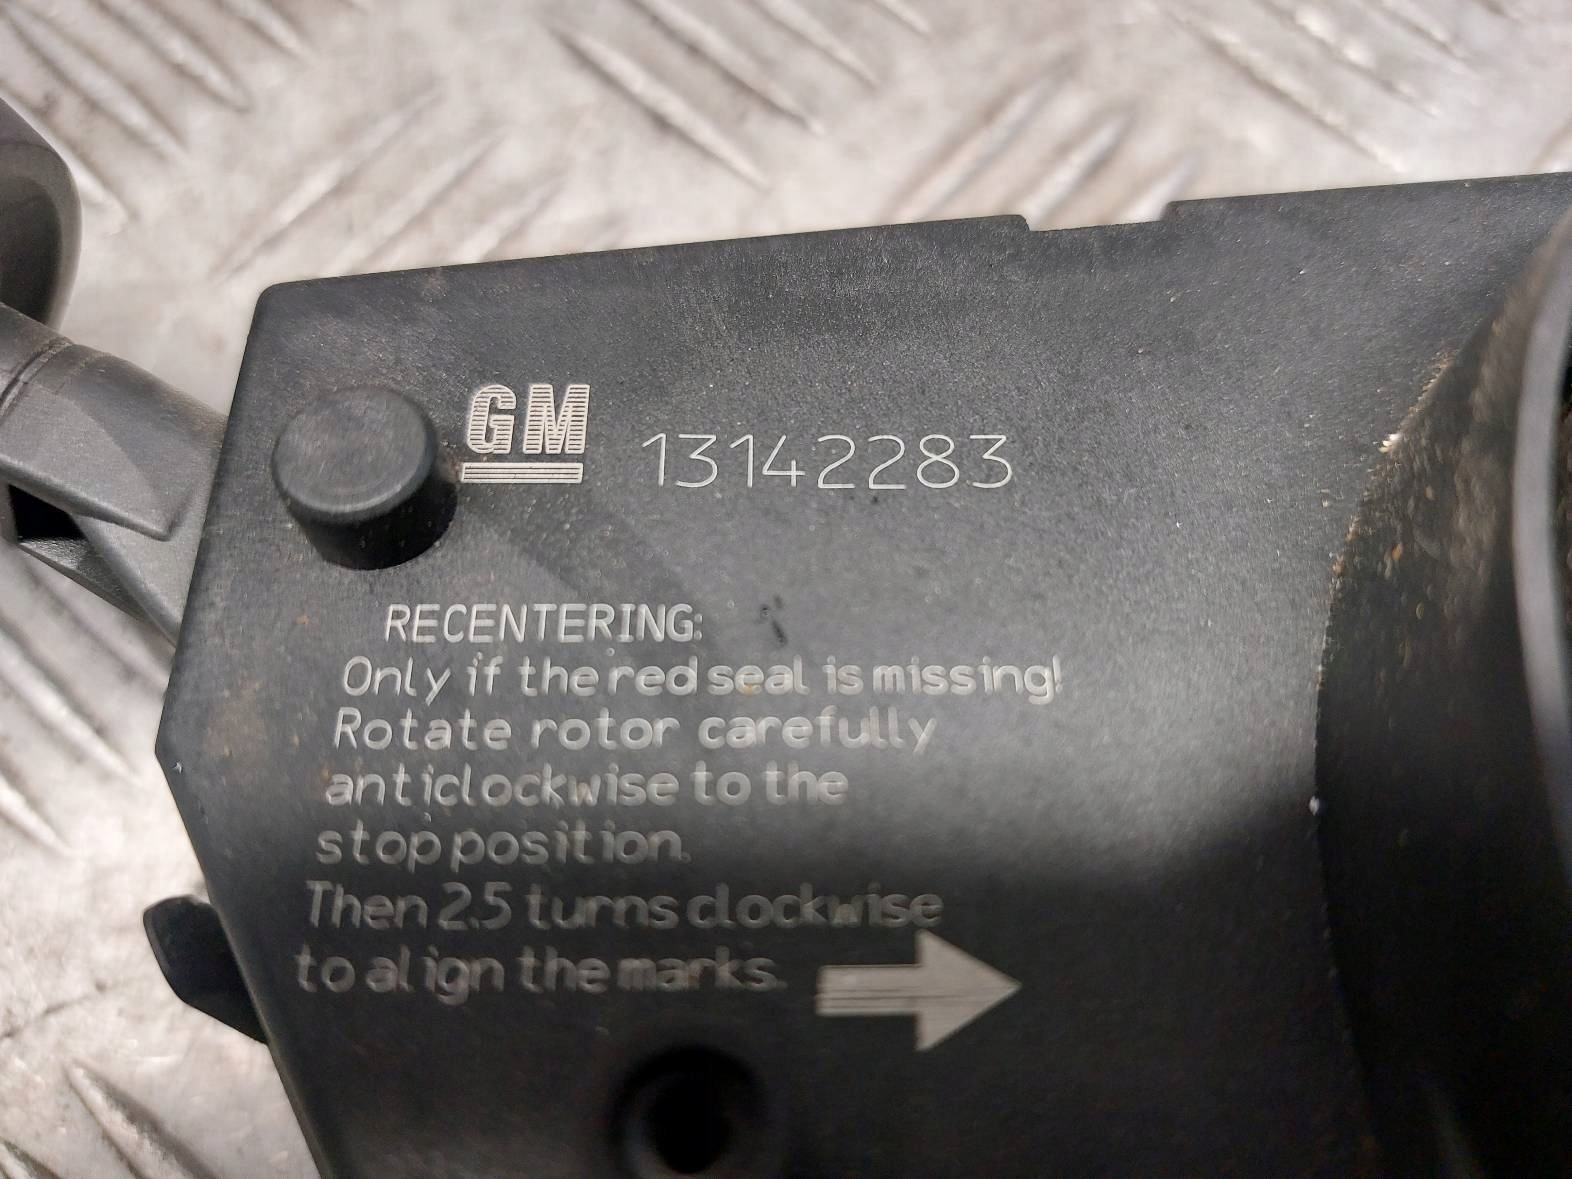 GM 13142283
RECENTERING:
Only if the red seal is missing!
Rotate rotor carefully
anticlockwise to the
stop position.
Then 2.5 turns clockwise
to align the marks.